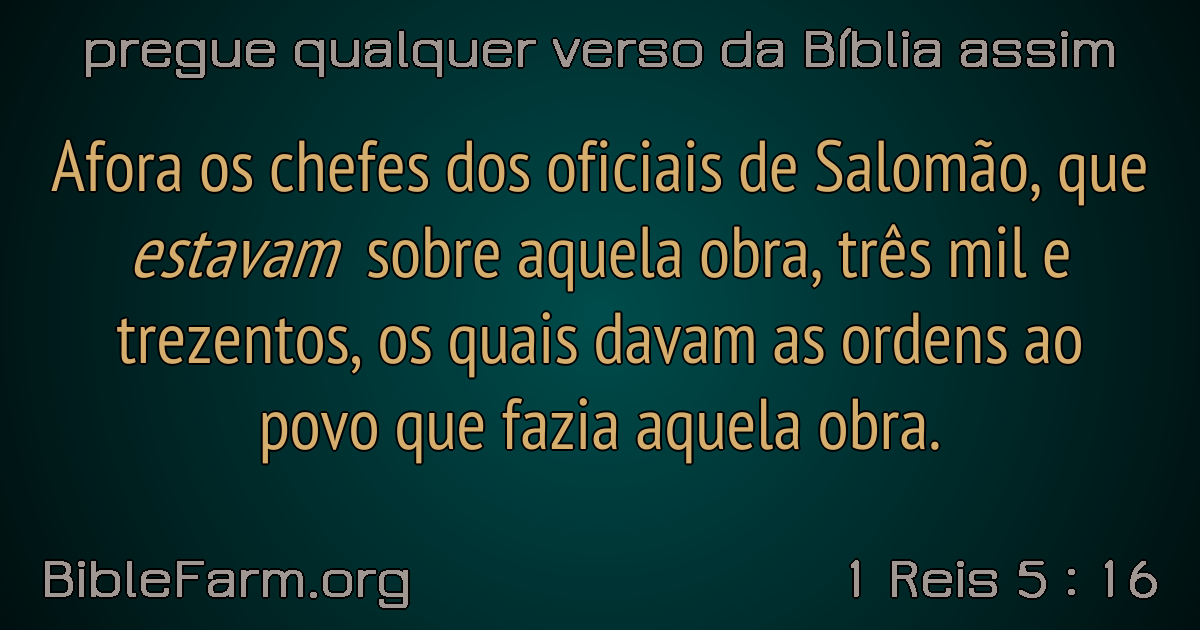 pregue qualquer verso da Bíblia assim
Afora os chefes dos oficiais de Salomão, que
estavam sobre aquela obra, três mil e
trezentos, os quais davam as ordens ao
povo que fazia aquela obra.
BibleFarm.org
1 Reis 5 : 16